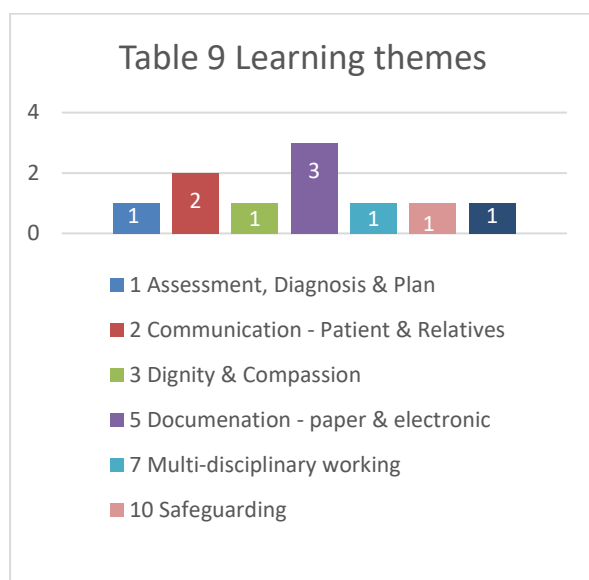 Table 9 Learning themes
4
2
0
1
2
1
3
1
1
1
1 Assessment, Diagnosis & Plan
2 Communication - Patient & Relatives
3 Dignity & Compassion
5 Documenation - paper & electronic
7 Multi-disciplinary working
10 Safeguarding